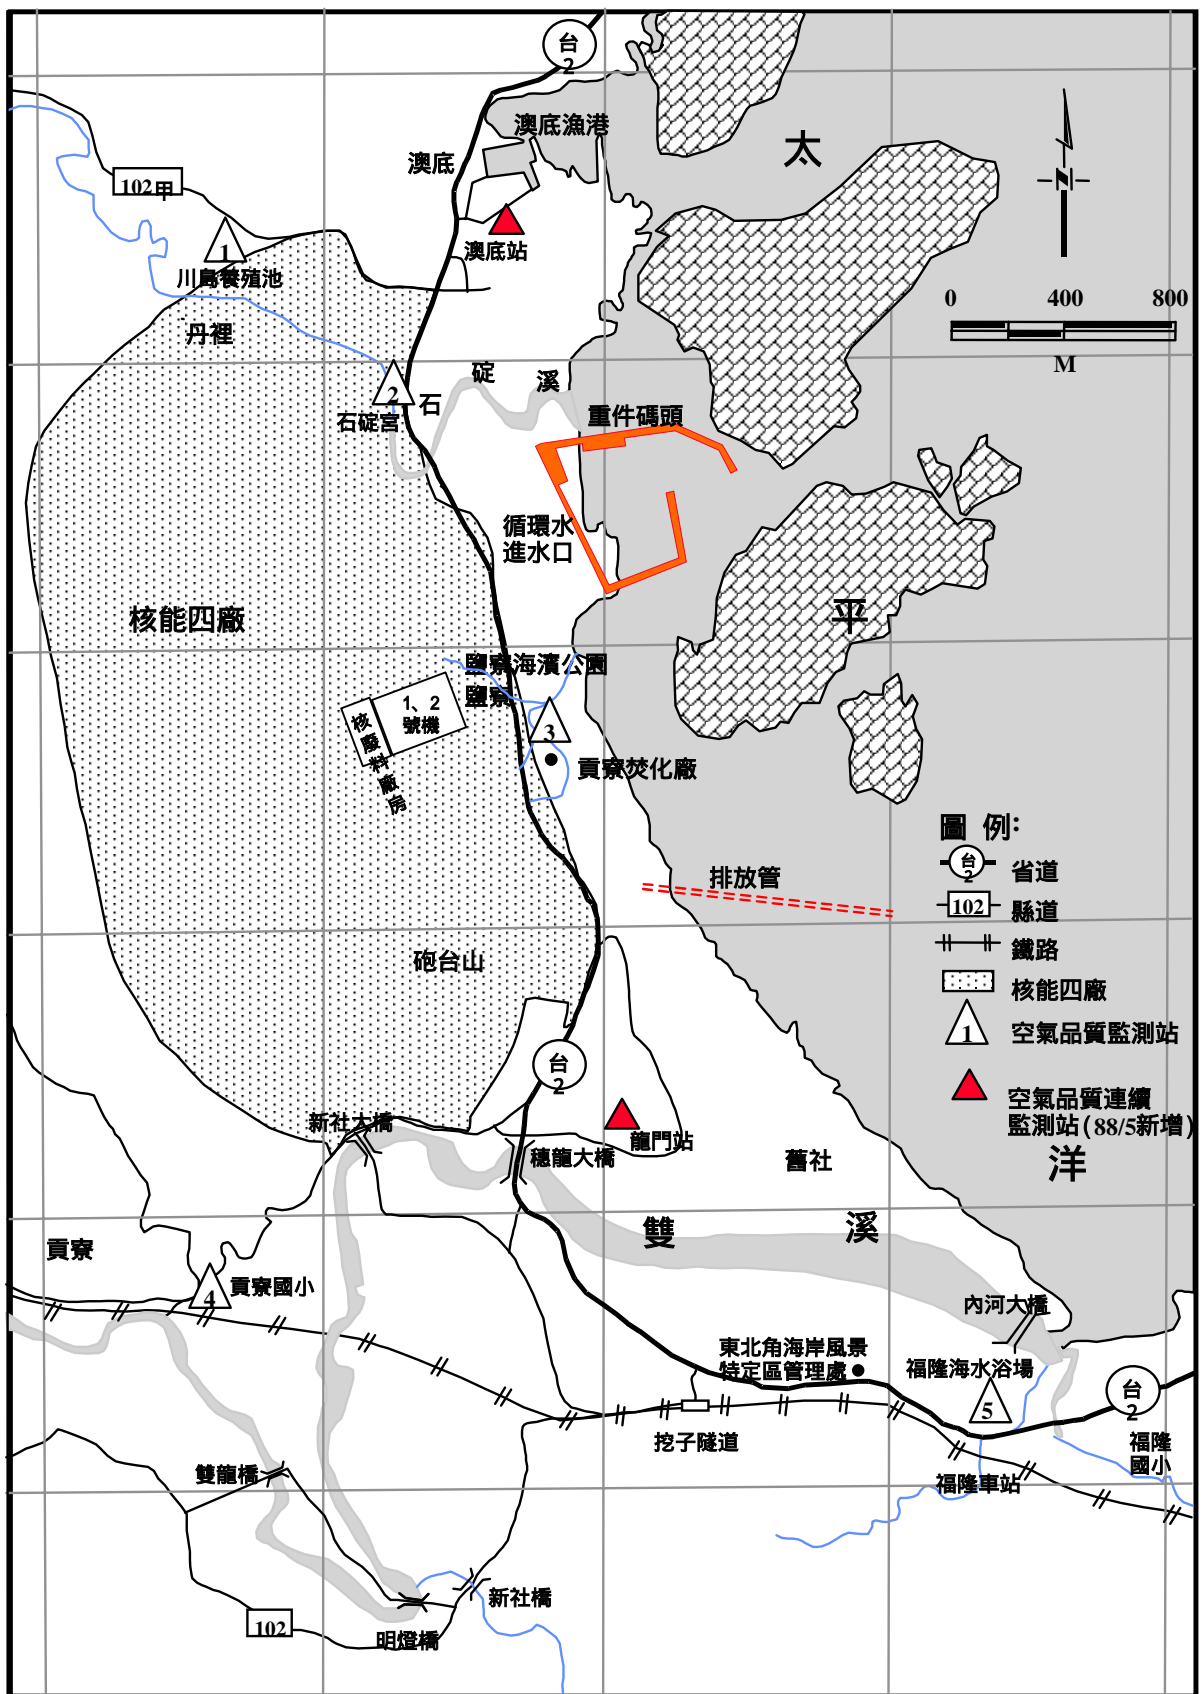 台
2
澳底漁港
太
澳底
102甲
1
澳底站
川島養殖池
N
0 400 800
M
丹裡
碇
溪
2
石
石碇宮
重件碼頭
循環水
進水口
核能四廠
平
鹽寮海濱公園
鹽寮
1、2
號機
核廢料廠房
3
貢寮焚化廠
圖 例:
台
2
省道
排放管
102
縣道
鐵路
砲台山
核能四廠
1
空氣品質監測站
台
2
空氣品質連續
監測站(88/5新增)
新社大橋
龍門站
穗龍大橋
舊社
洋
雙
溪
貢寮
4
貢寮國小
內河大橋
東北角海岸風景
特定區管理處
福隆海水浴場
台
2
5
挖子隧道
福隆
國小
雙龍橋
福隆車站
新社橋
102
明燈橋